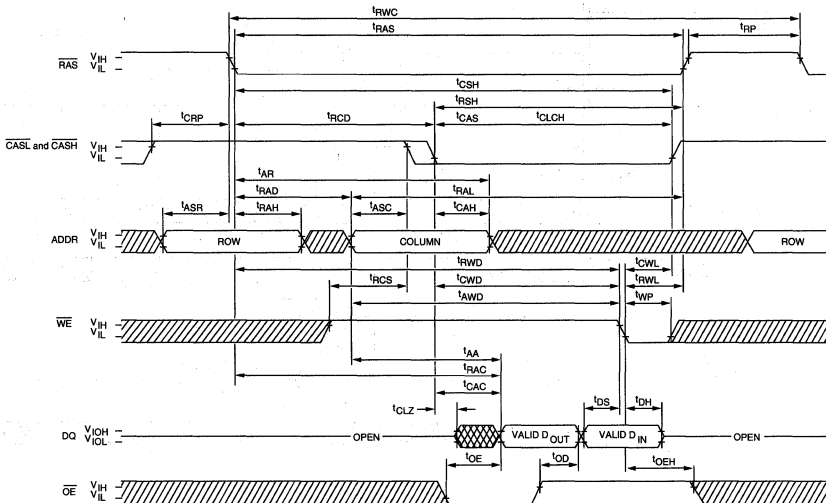 tRWC
tRAS
tRP
RAS VIH
VIL
tCSH
tRSH
tCRP
tRCD
tCAS
tCLCH
CASL and CASH VIH
VIL
tAR
tRAD
tRAL
tASR
tRAH
tASC
tCAH
ADDR VIH
VIL
ROW
COLUMN
ROW
tRWD
tCWL
tRCS
tCWD
tRWL
tAWD
tWP
WE VIH
VIL
tAA
tRAC
tCAC
tCLZ
tDS
tDH
DQ VIOH
VIOL
OPEN
VALID DOUT
VALID DIN
OPEN
tOE
tOD
tOEH
OE VIH
VIL